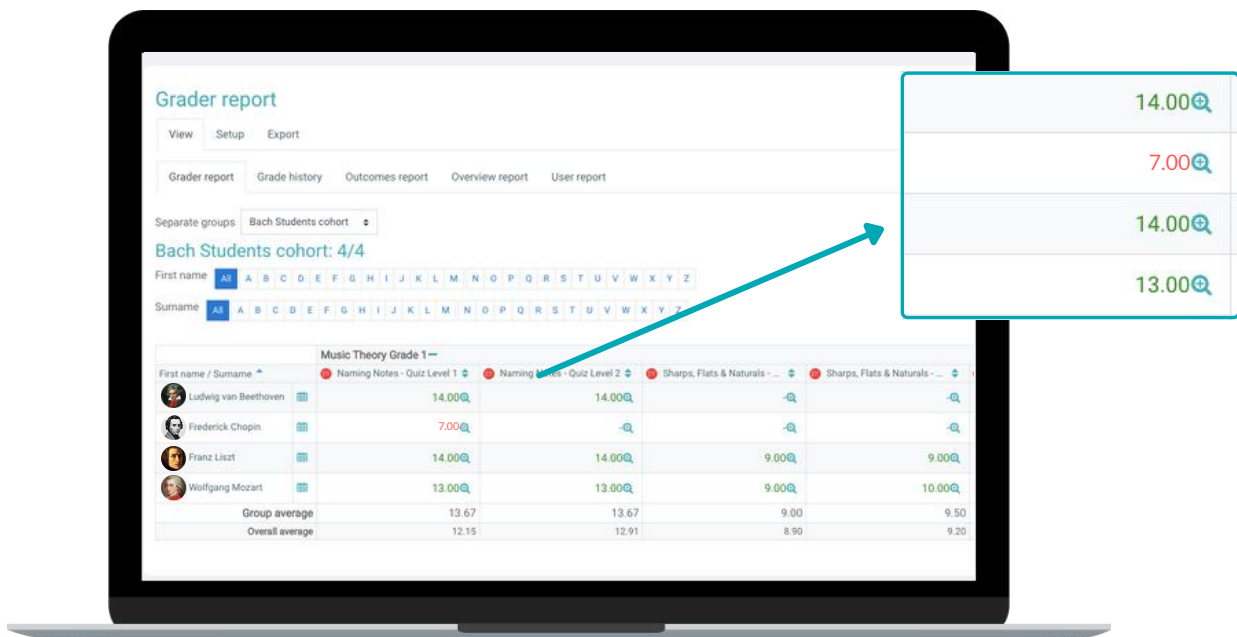 Grader report
View Setup Export
Grader report Grade history Outcomes report Overview report User report
Separate groups Bach Students cohort
Bach Students cohort: 4/4
First name All A B C D E F G H I J K L M N O P Q R S T U V W X Y Z
Surname All A B C D E F G H I J K L M N O P Q R S T U V W X Y Z
Music Theory Grade 1
First name / Surname Naming Notes - Quiz Level 1 Naming Notes - Quiz Level 2 Sharps, Flats & Naturals - ... Sharps, Flats & Naturals - ...
Ludwig van Beethoven 14.00 14.00 - -
Frederick Chopin 7.00 - - -
Franz Liszt 14.00 14.00 9.00 9.00
Wolfgang Mozart 13.00 13.00 9.00 10.00
Group average 13.67 13.67 9.00 9.50
Overall average 12.15 12.91 8.90 9.20
14.00
7.00
14.00
13.00